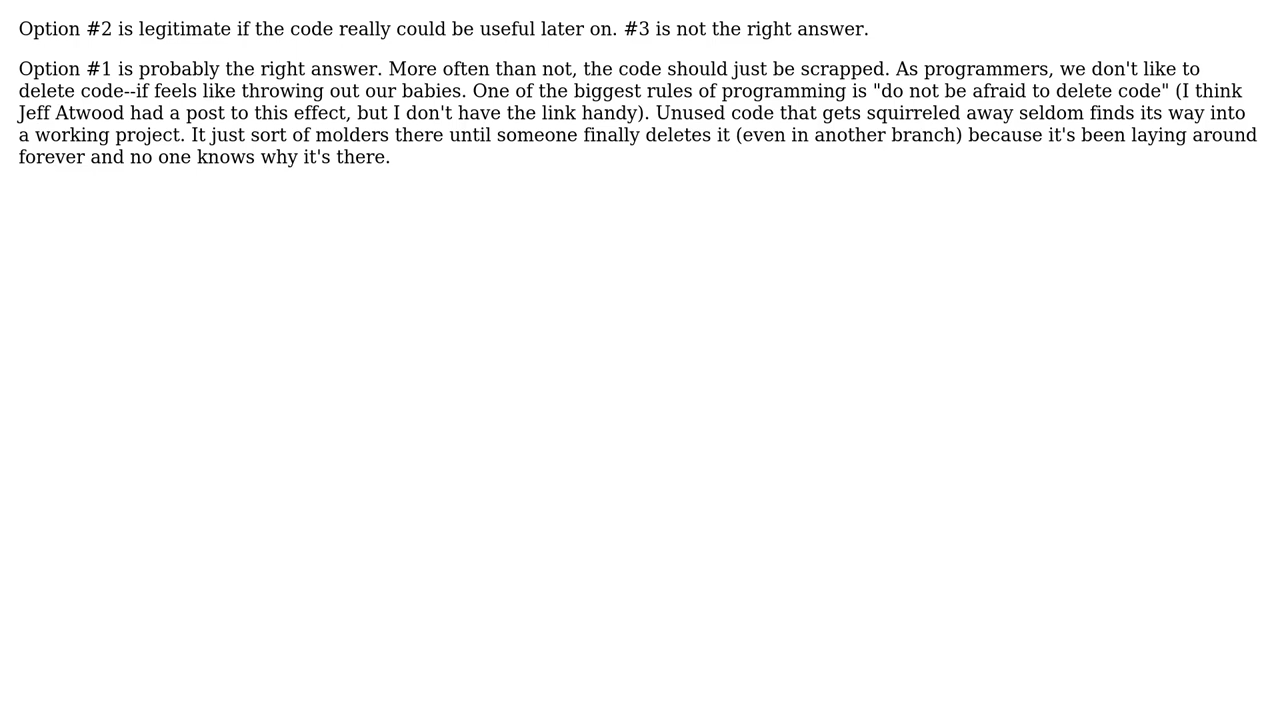 Option #2 is legitimate if the code really could be useful later on. #3 is not the right answer.
Option #1 is probably the right answer. More often than not, the code should just be scrapped. As programmers, we don't like to
delete code--if feels like throwing out our babies. One of the biggest rules of programming is "do not be afraid to delete code" (I think
Jeff Atwood had a post to this effect, but I don't have the link handy). Unused code that gets squirreled away seldom finds its way into
a working project. It just sort of molders there until someone finally deletes it (even in another branch) because it's been laying around
forever and no one knows why it's there.